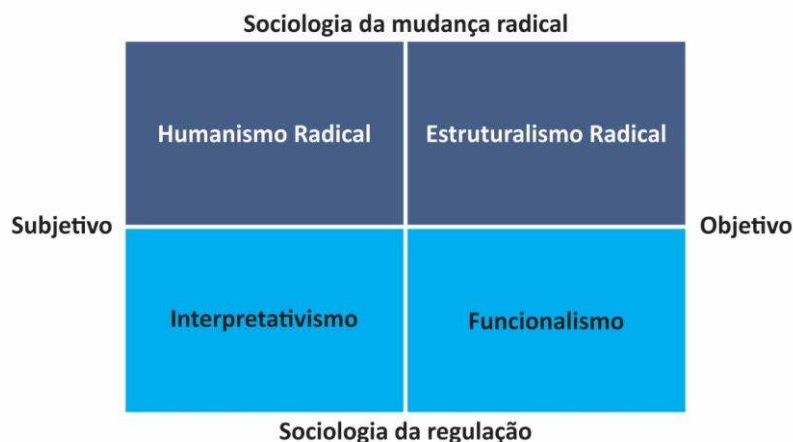 Sociologia da mudança radical
Humanismo Radical
Estruturalismo Radical
Subjetivo
Objetivo
Interpretativismo
Funcionalismo
Sociologia da regulação